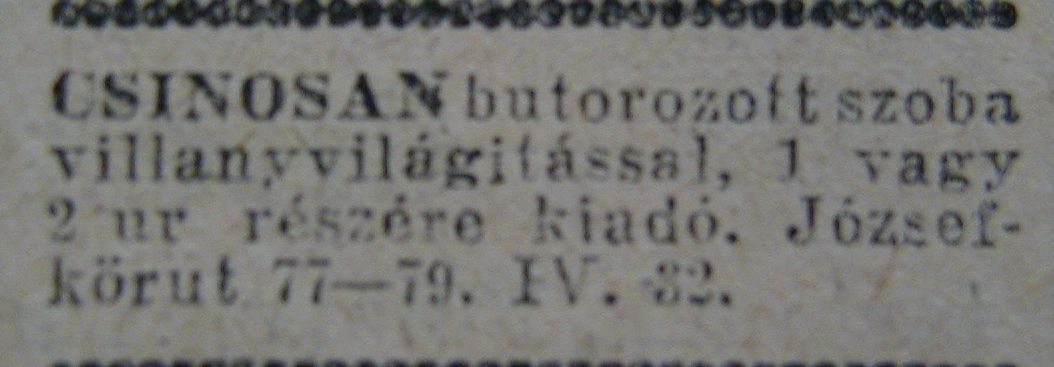 CSINOSAN butorozott szoba
villanyvilágitással, 1 vagy
2 ur részére kiadó. József-
körut 77—79. IV. 32.